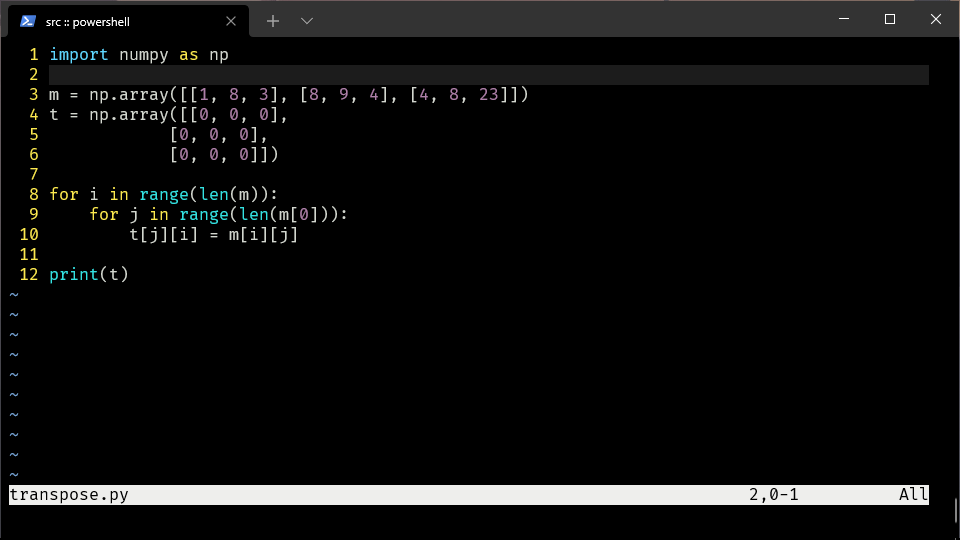 src :: powershell
1 import numpy as np
2
3 m = np.array([[1, 8, 3], [8, 9, 4], [4, 8, 23]])
4 t = np.array([[0, 0, 0],
5             [0, 0, 0],
6             [0, 0, 0]])
7
8 for i in range(len(m)):
9     for j in range(len(m[0])):
10         t[j][i] = m[i][j]
11
12 print(t)
~
~
~
~
~
~
~
~
~
~
transpose.py 2,0-1 All